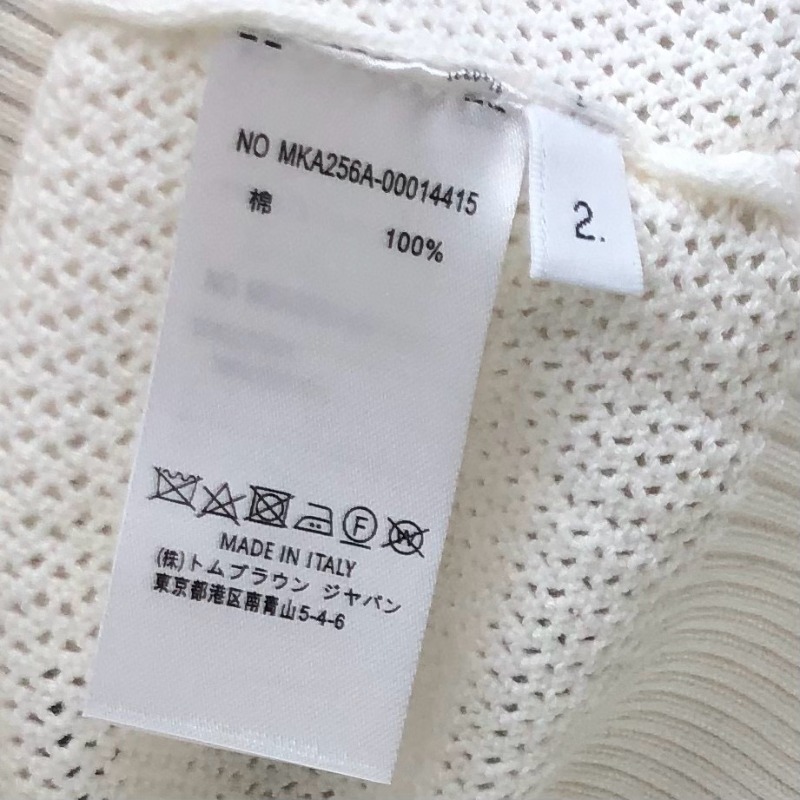 NO MKA256A-00014415
棉
100%
2.
F
W
MADE IN ITALY
(株)トムブラウン ジャパン
東京都港区南青山5-4-6